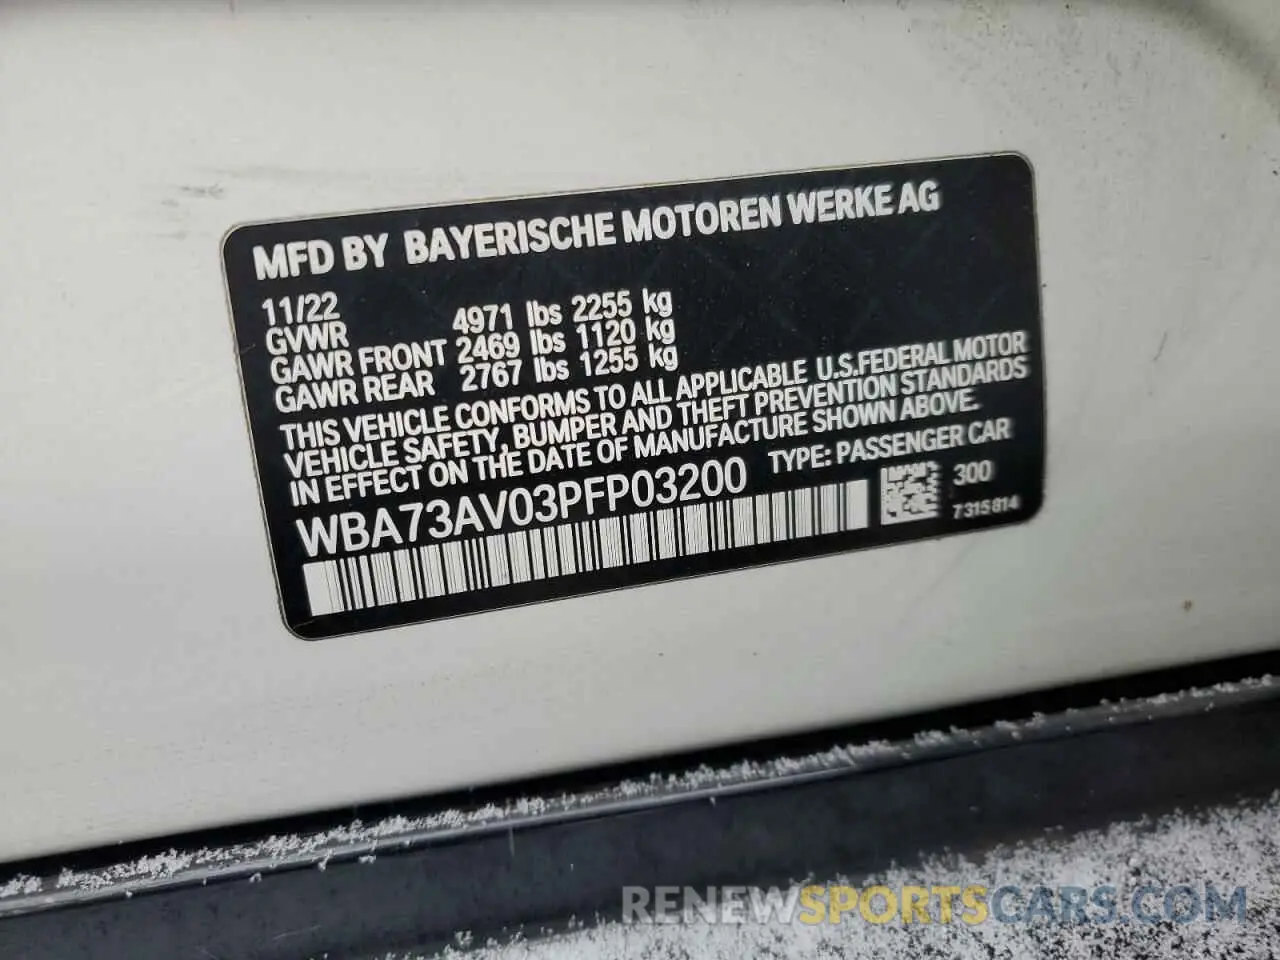 MFD BY BAYERISCHE MOTOREN WERKE AG
11/22
GVWR 4971 lbs 2255 kg
GAWR FRONT 2469 lbs 1120 kg
GAWR REAR 2767 lbs 1255 kg
THIS VEHICLE CONFORMS TO ALL APPLICABLE U.S.FEDERAL MOTOR
VEHICLE SAFETY, BUMPER AND THEFT PREVENTION STANDARDS
IN EFFECT ON THE DATE OF MANUFACTURE SHOWN ABOVE.
WBA73AV03PFP03200 TYPE: PASSENGER CAR
300
7315814
RENEWSPORTSCARS.COM